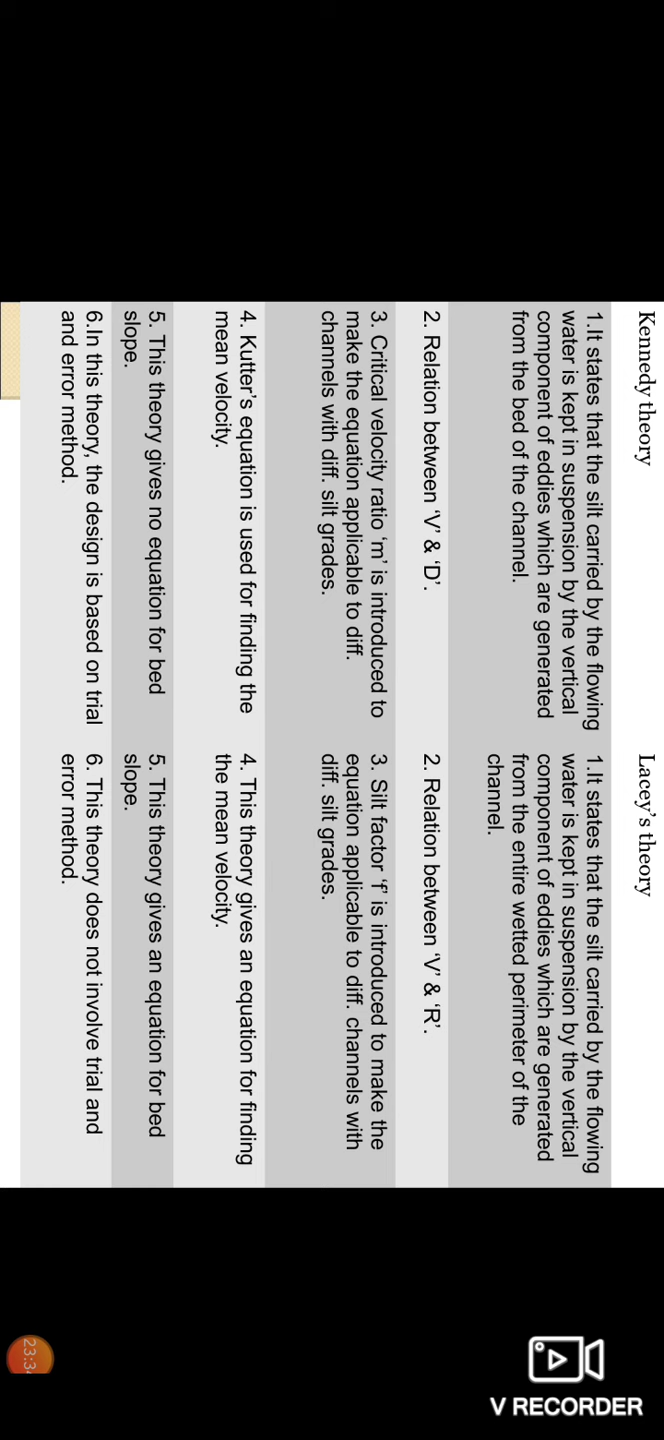 Kennedy theory
Lacey's theory
1.It states that the silt carried by the flowing
water is kept in suspension by the vertical
component of eddies which are generated
from the bed of the channel.
1.It states that the silt carried by the flowing
water is kept in suspension by the vertical
component of eddies which are generated
from the entire wetted perimeter of the
channel.
2. Relation between 'V' & 'D'.
2. Relation between 'V' & 'R'.
3. Critical velocity ratio 'm' is introduced to
make the equation applicable to diff.
channels with diff. silt grades.
3. Silt factor 'f' is introduced to make the
equation applicable to diff. channels with
diff. silt grades.
4. Kutter's equation is used for finding the
mean velocity.
4. This theory gives an equation for finding
the mean velocity.
5. This theory gives no equation for bed
slope.
5. This theory gives an equation for bed
slope.
6.In this theory, the design is based on trial
and error method.
6. This theory does not involve trial and
error method.
V RECORDER